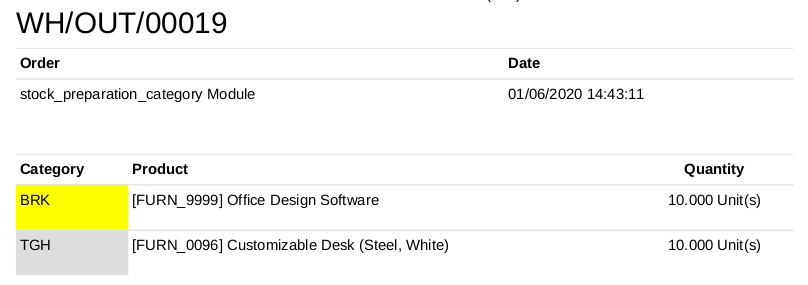 WH/OUT/00019
Order Date
stock_preparation_category Module 01/06/2020 14:43:11
Category Product Quantity
BRK [FURN_9999] Office Design Software 10.000 Unit(s)
TGH [FURN_0096] Customizable Desk (Steel, White) 10.000 Unit(s)